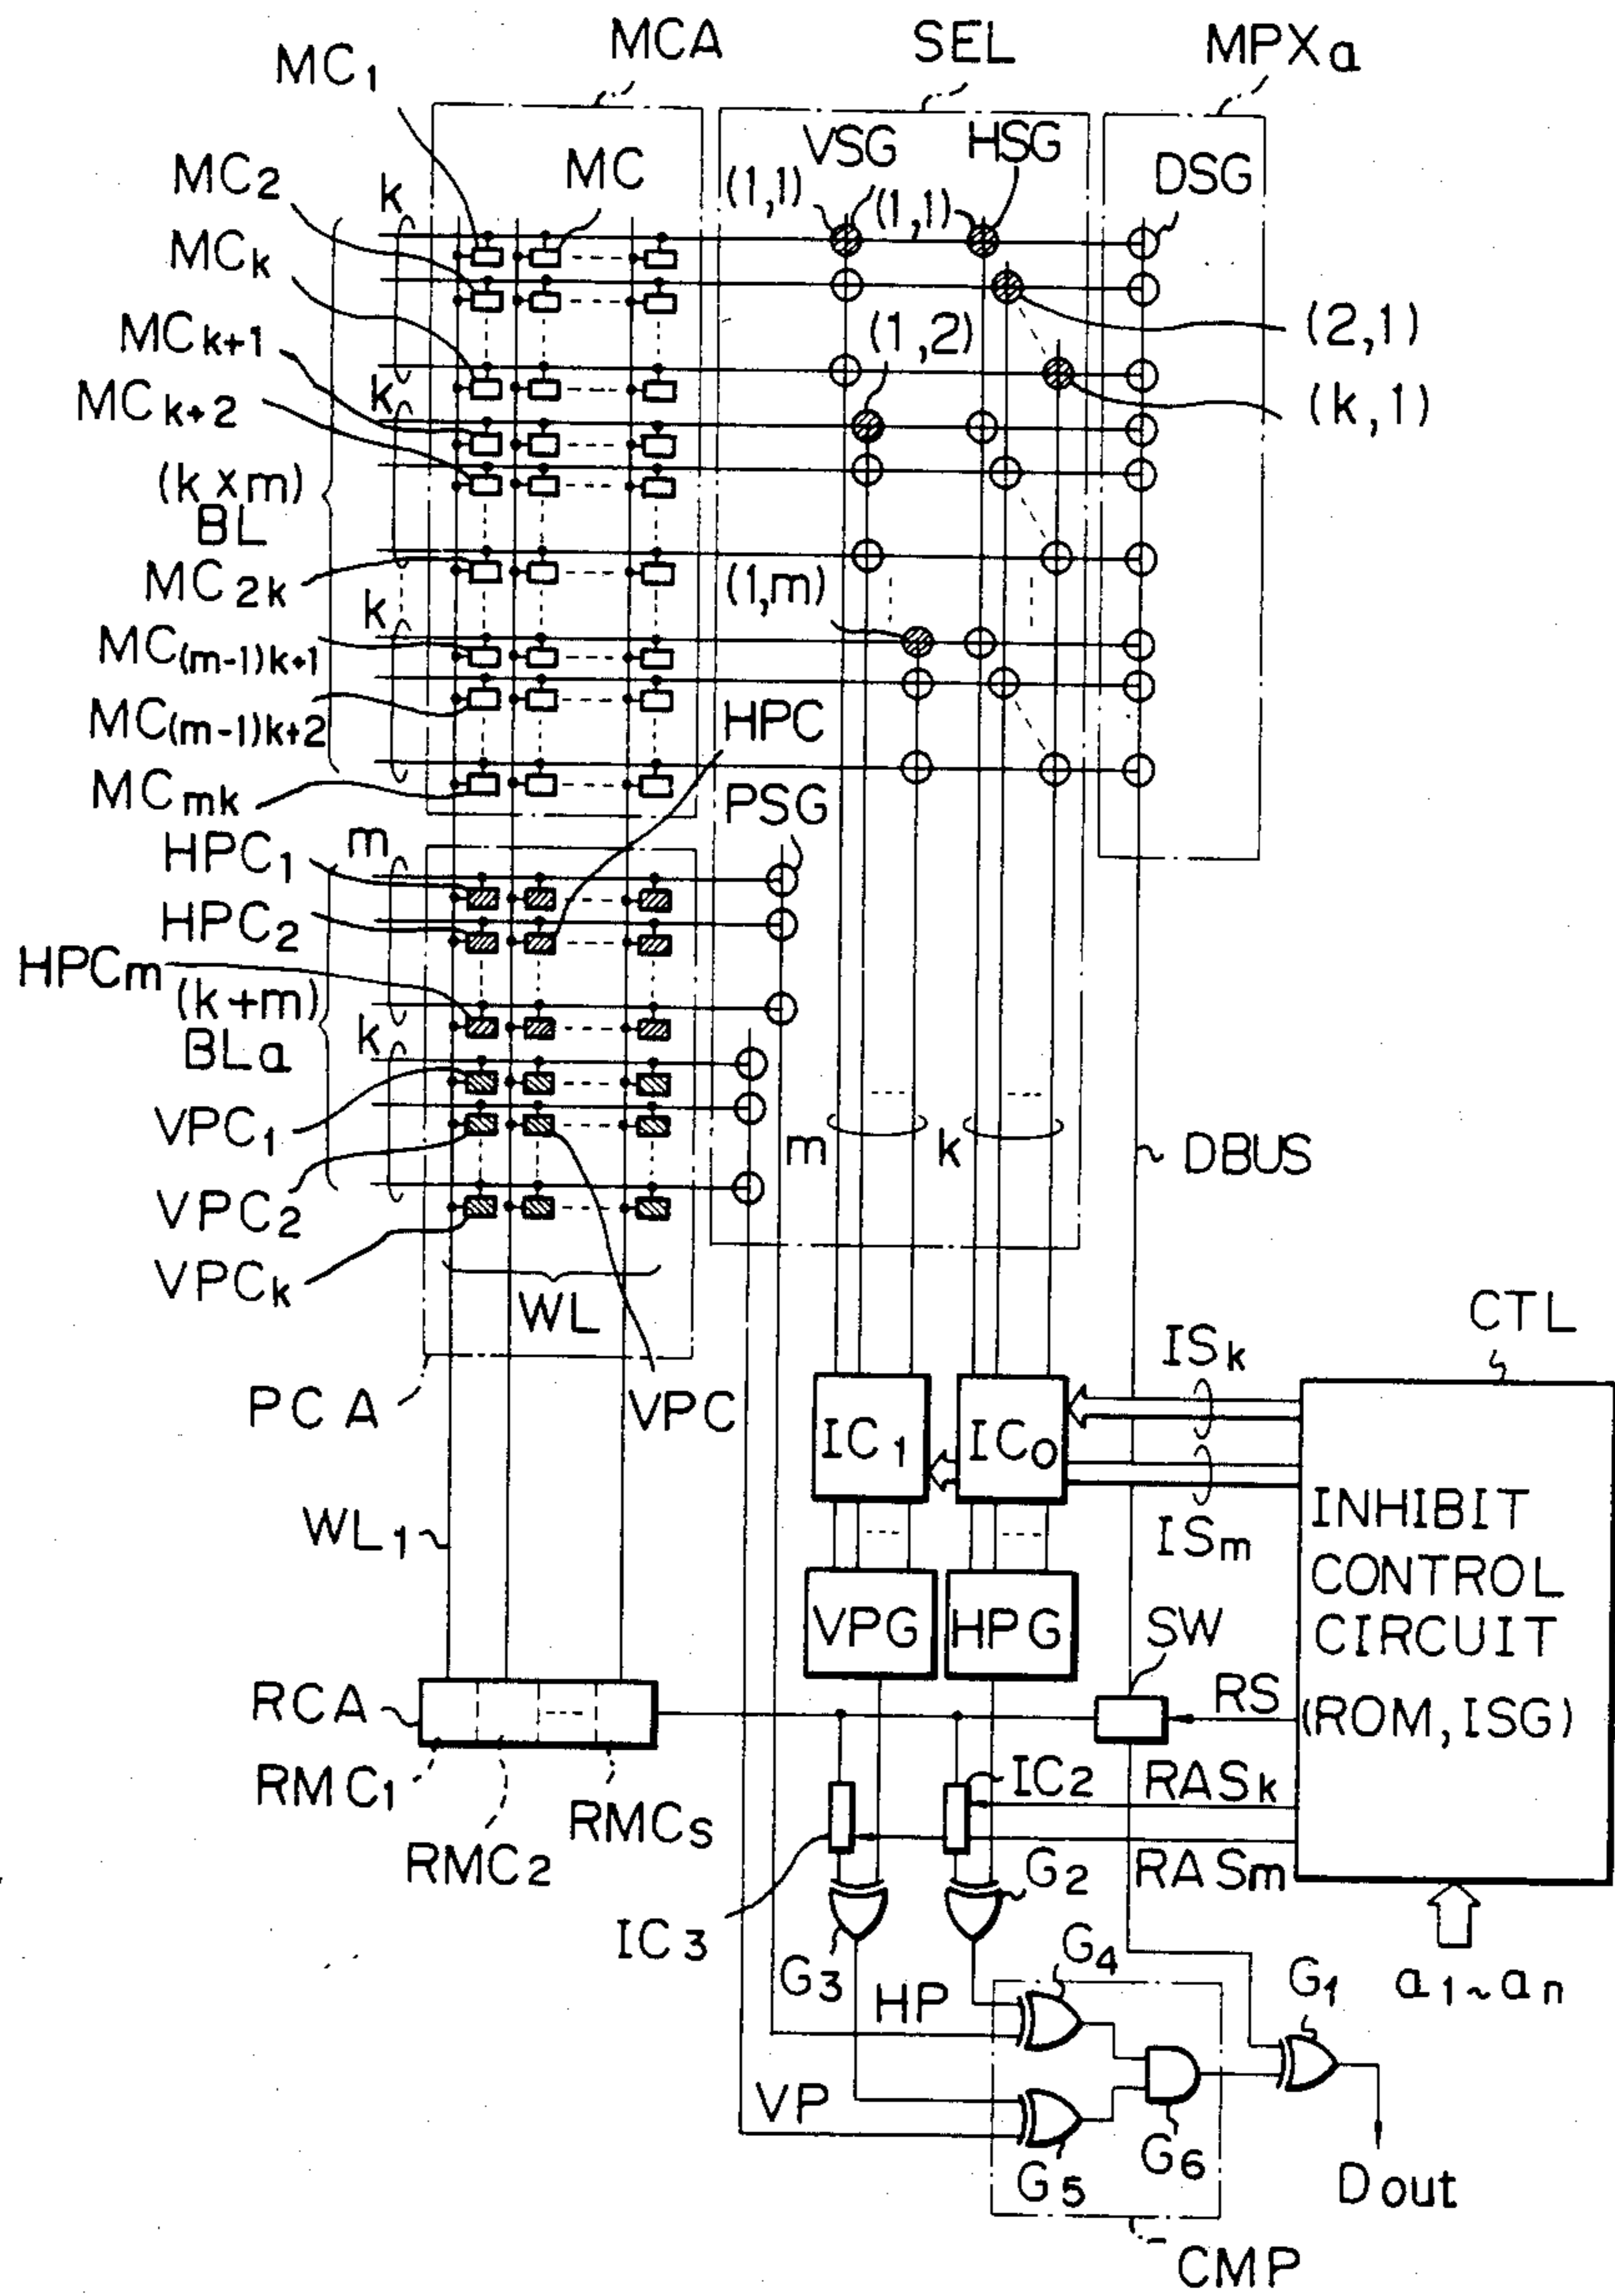 MCA
SEL
MPXa
MC1
VSG
HSG
MC
DSG
MC2
k
(1,1)
(1,1)
MCk
(2,1)
(1,2)
MCk+1
k
(k,1)
MCk+2
(k×m)
BL
MC2k
(1,m)
k
MC(m-1)k+1
MC(m-1)k+2
HPC
MCmk
PSG
m
HPC1
HPC2
HPCm
(k+m)
k
BLa
VPC1
m
k
DBUS
VPC2
VPCk
WL
CTL
ISk
PCA
VPC
IC1
IC0
INHIBIT
CONTROL
CIRCUIT
(ROM,ISG)
WL1
ISm
VPG
HPG
SW
RCA
RS
RMC1
IC2
RASk
RMCs
RMC2
G2
RASm
IC3
G3
HP
G4
G1
a1~an
VP
G5
G6
Dout
CMP